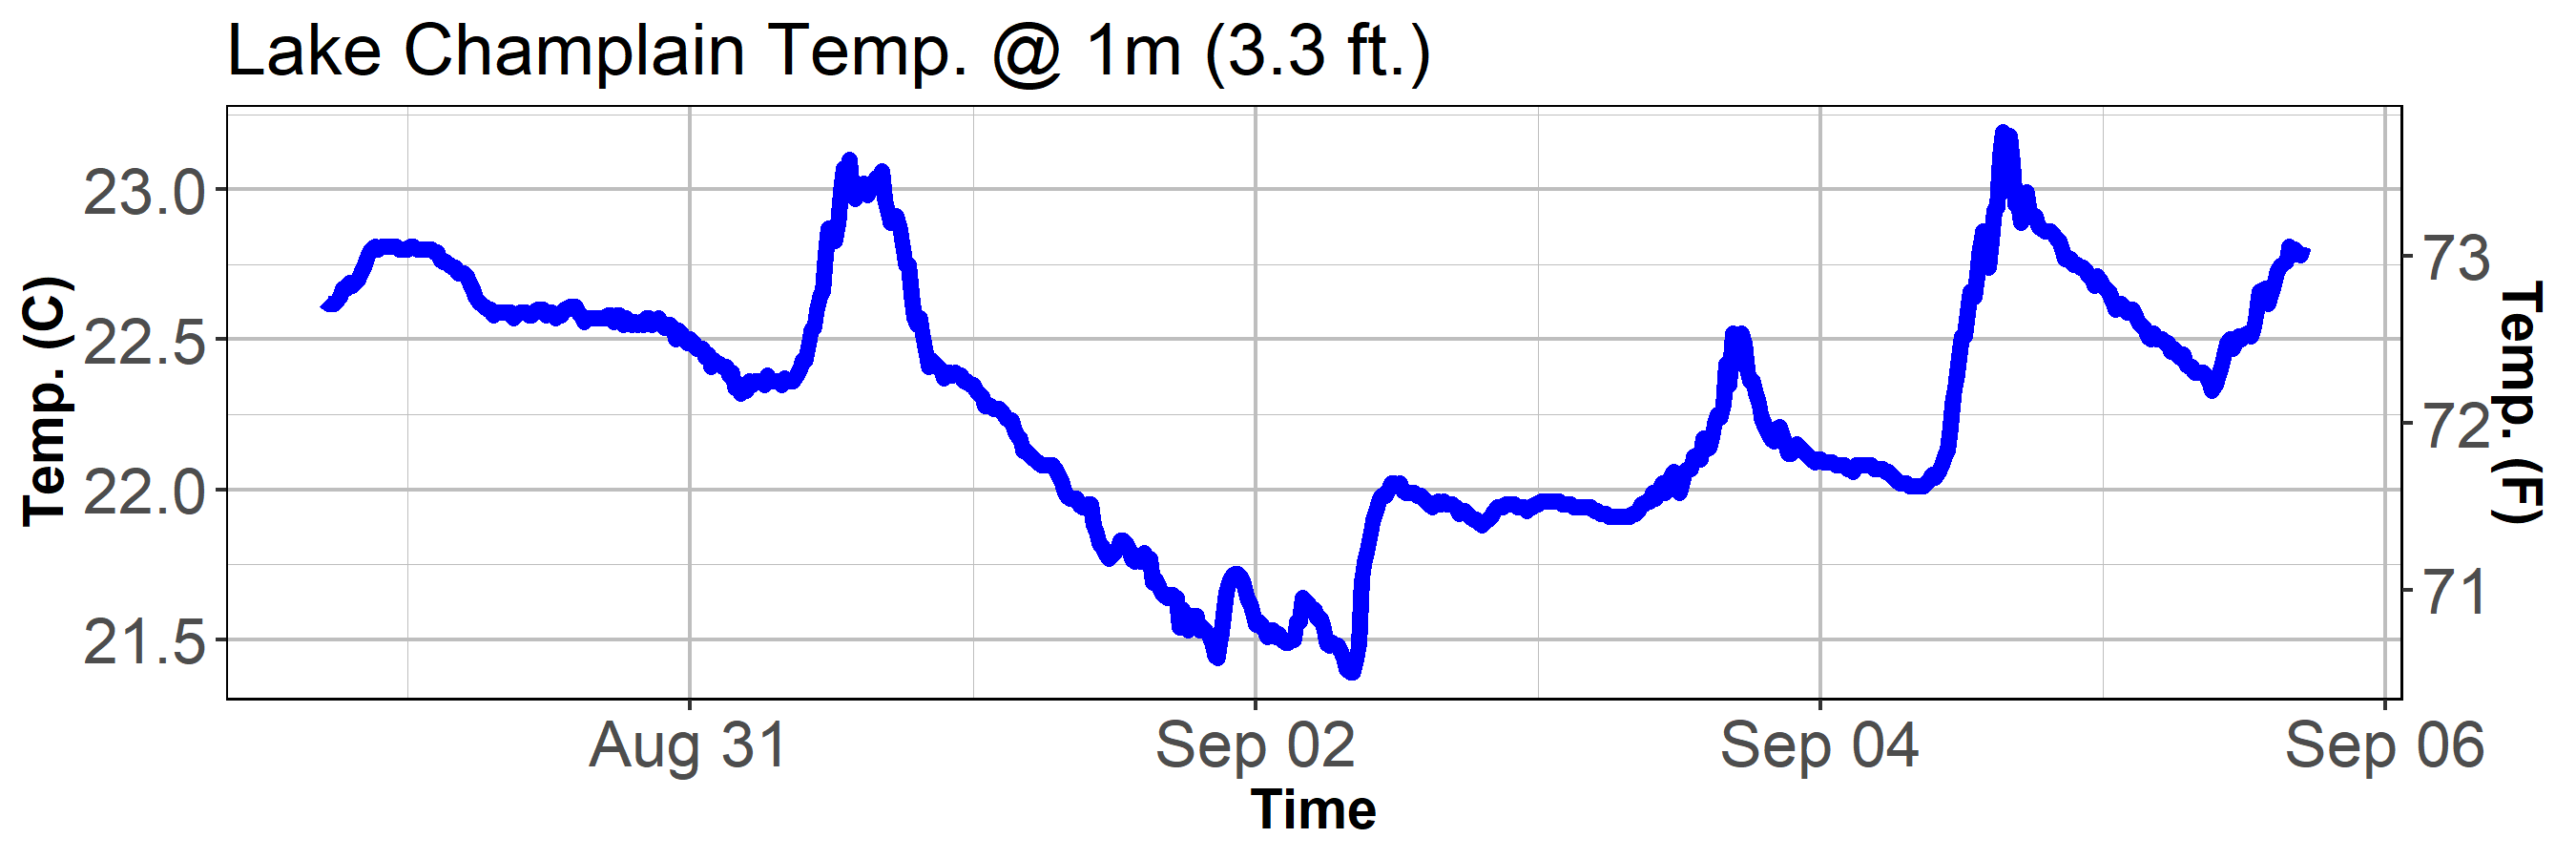 Lake Champlain Temp. @ 1m (3.3 ft.)
Temp. (C)
23.0
22.5
22.0
21.5
73
72
71
Temp. (F)
Aug 31
Sep 02
Sep 04
Sep 06
Time